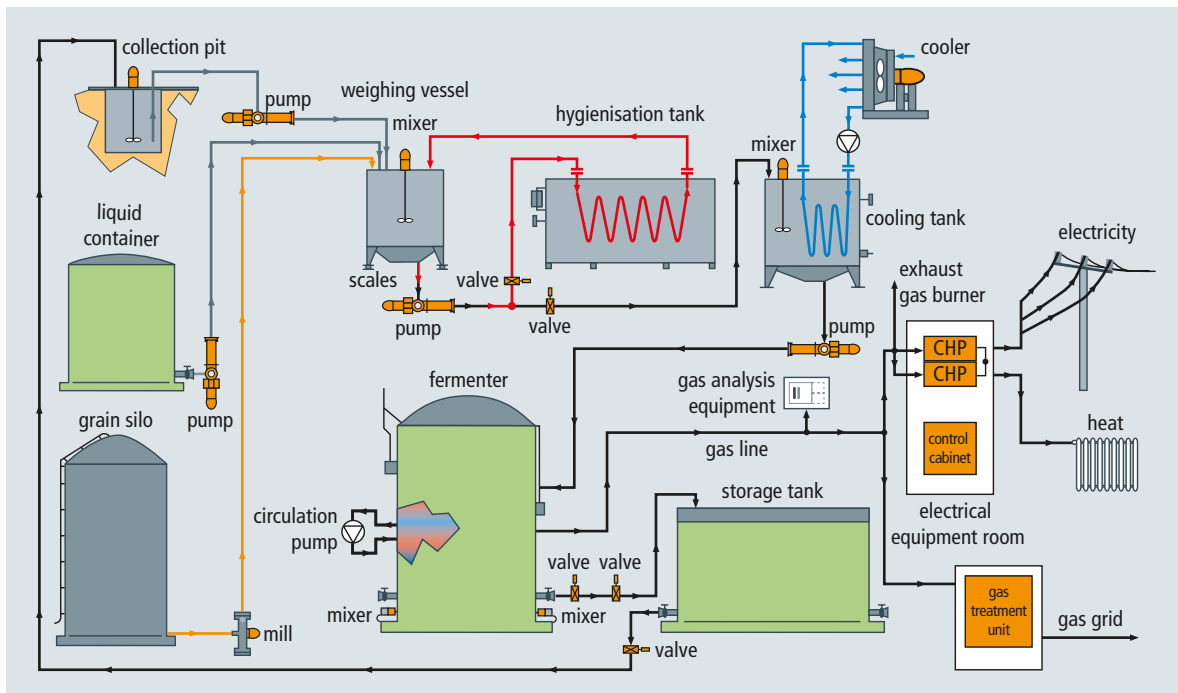 collection pit
pump
weighing vessel
mixer
hygienisation tank
mixer
cooler
liquid
container
scales
valve
pump
valve
cooling tank
electricity
exhaust
gas burner
pump
CHP
CHP
pump
fermenter
gas analysis
equipment
grain silo
gas line
control
cabinet
heat
circulation
pump
storage tank
electrical
equipment room
valve
valve
mixer
mixer
mill
valve
gas
treatment
unit
gas grid